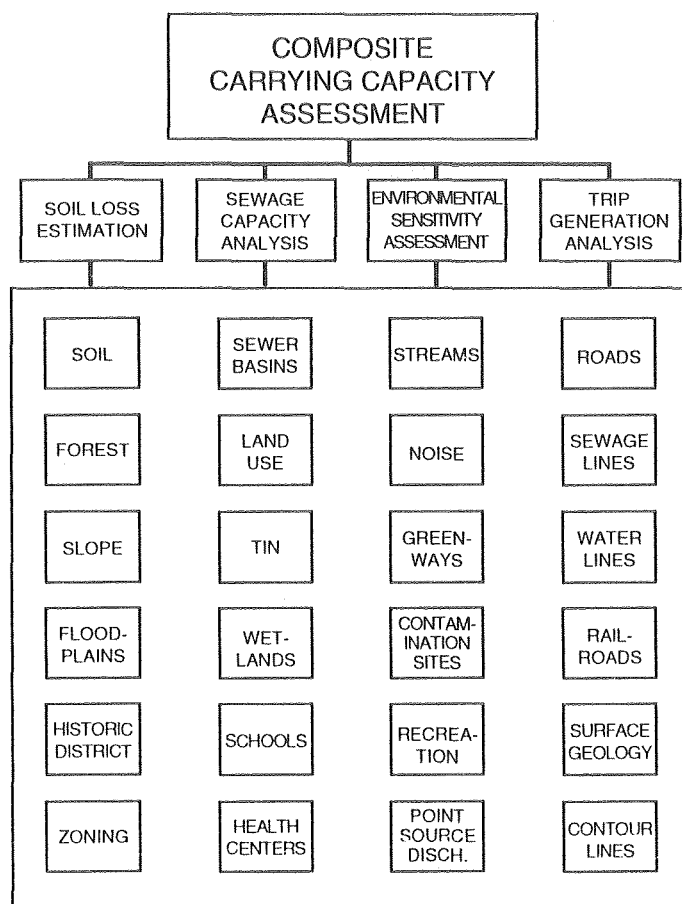 COMPOSITE
CARRYING CAPACITY
ASSESSMENT
SOIL LOSS
ESTIMATION
SEWAGE
CAPACITY
ANALYSIS
ENVIRONMENTAL
SENSITIVITY
ASSESSMENT
TRIP
GENERATION
ANALYSIS
SOIL
SEWER
BASINS
STREAMS
ROADS
FOREST
LAND
USE
NOISE
SEWAGE
LINES
SLOPE
TIN
GREEN-
WAYS
WATER
LINES
FLOOD-
PLAINS
WET-
LANDS
CONTAM-
INATION
SITES
RAIL-
ROADS
HISTORIC
DISTRICT
SCHOOLS
RECREA-
TION
SURFACE
GEOLOGY
ZONING
HEALTH
CENTERS
POINT
SOURCE
DISCH.
CONTOUR
LINES